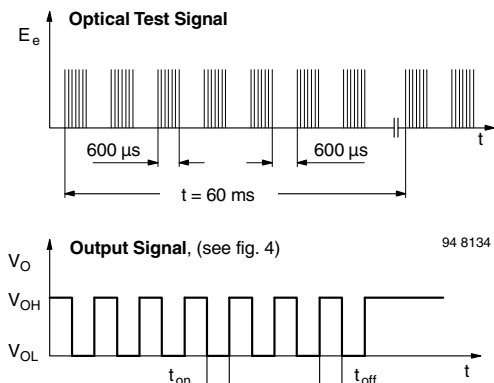 Optical Test Signal
E e
t
600 µs
600 µs
t = 60 ms
Output Signal, (see fig. 4)
94 8134
V O
V OH
V OL
t on
t off
t